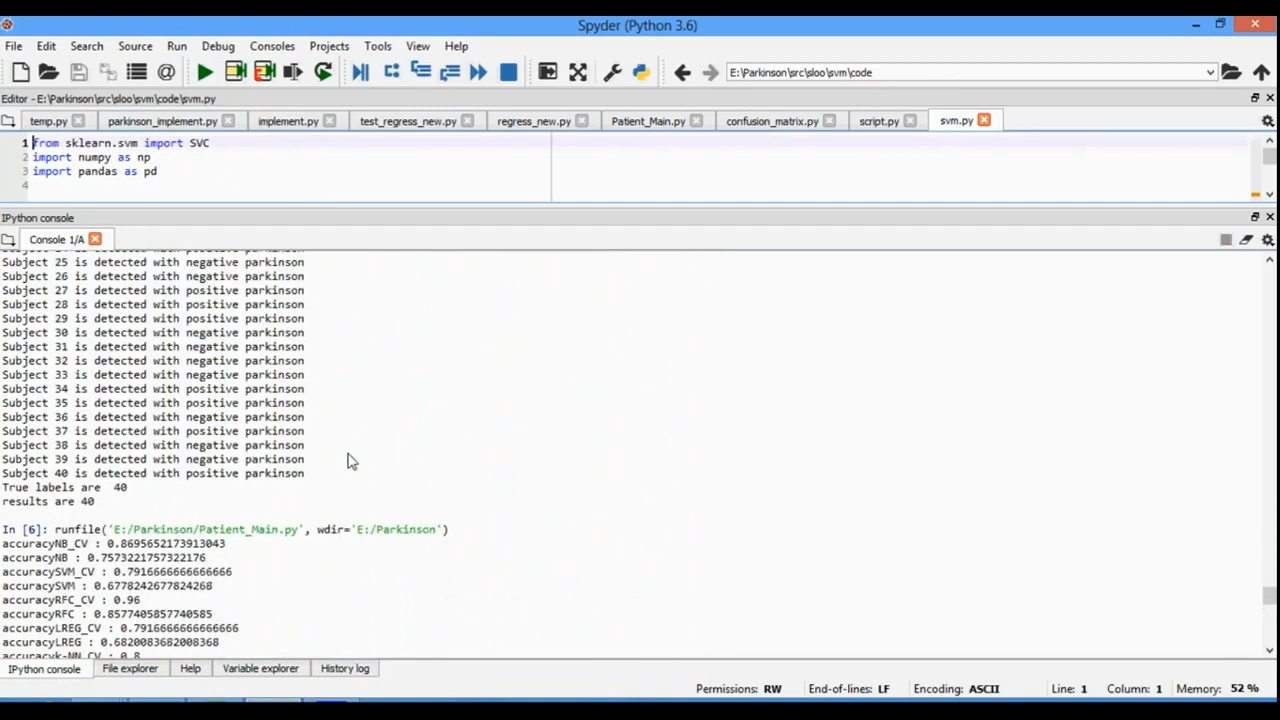 Spyder (Python 3.6)
File Edit Search Source Run Debug Consoles Projects Tools View Help
E:\Parkinson\src\sloo\svm\code
Editor - E:\Parkinson\src\sloo\svm\code\svm.py
temp.py parkinson_implement.py implement.py test_regress_new.py regress_new.py Patient_Main.py confusion_matrix.py script.py svm.py
1 from sklearn.svm import SVC
2 import numpy as np
3 import pandas as pd
4
IPython console
Console 1/A
Subject 25 is detected with negative parkinson
Subject 26 is detected with negative parkinson
Subject 27 is detected with positive parkinson
Subject 28 is detected with positive parkinson
Subject 29 is detected with positive parkinson
Subject 30 is detected with negative parkinson
Subject 31 is detected with negative parkinson
Subject 32 is detected with negative parkinson
Subject 33 is detected with negative parkinson
Subject 34 is detected with positive parkinson
Subject 35 is detected with positive parkinson
Subject 36 is detected with negative parkinson
Subject 37 is detected with positive parkinson
Subject 38 is detected with negative parkinson
Subject 39 is detected with negative parkinson
Subject 40 is detected with positive parkinson
True labels are  40
results are 40
In [6]: runfile('E:/Parkinson/Patient_Main.py', wdir='E:/Parkinson')
accuracyNB_CV : 0.8695652173913043
accuracyNB : 0.7573221757322176
accuracySVM_CV : 0.7916666666666666
accuracySVM : 0.6778242677824268
accuracyRFC_CV : 0.96
accuracyRFC : 0.8577405857740585
accuracyLREG_CV : 0.7916666666666666
accuracyLREG : 0.6820083682008368
accuracyk-NN_CV : 0.8
IPython console File explorer Help Variable explorer History log
Permissions: RW End-of-lines: LF Encoding: ASCII Line: 1 Column: 1 Memory: 52 %